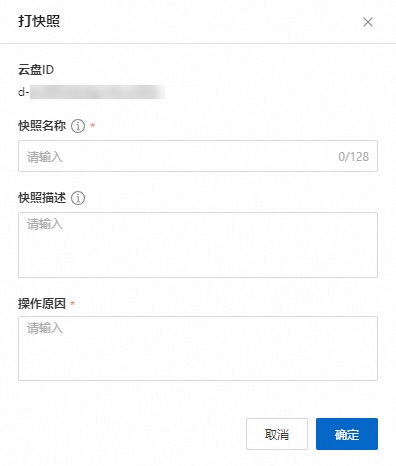 打快照
云盘ID
d-
快照名称 *
请输入 0/128
快照描述
请输入
操作原因 *
请输入
取消 确定